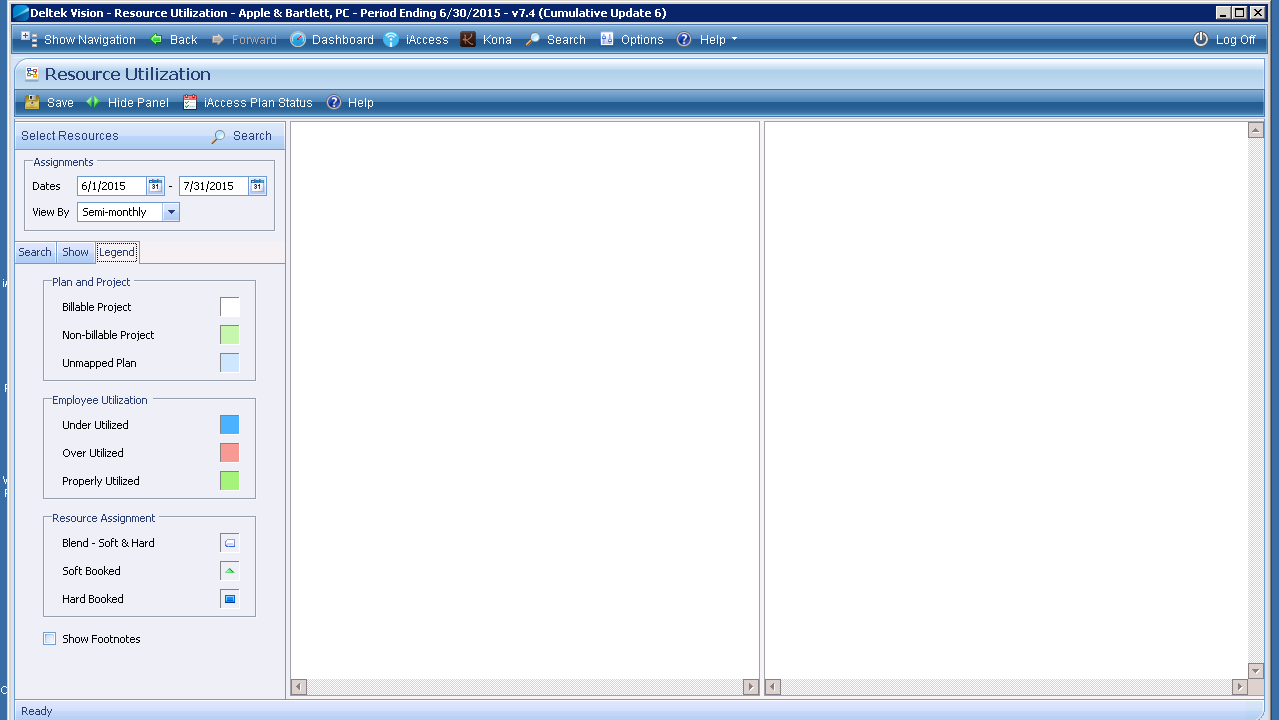 Deltek Vision - Resource Utilization - Apple & Bartlett, PC - Period Ending 6/30/2015 - v7.4 (Cumulative Update 6)
Show Navigation Back Forward Dashboard iAccess Kona Search Options Help Log Off
Resource Utilization
Save Hide Panel iAccess Plan Status Help
Select Resources Search
Assignments
Dates 6/1/2015 31 - 7/31/2015 31
View By Semi-monthly
Search Show Legend
Plan and Project
Billable Project
Non-billable Project
Unmapped Plan
Employee Utilization
Under Utilized
Over Utilized
Properly Utilized
Resource Assignment
Blend - Soft & Hard
Soft Booked
Hard Booked
Show Footnotes
Ready